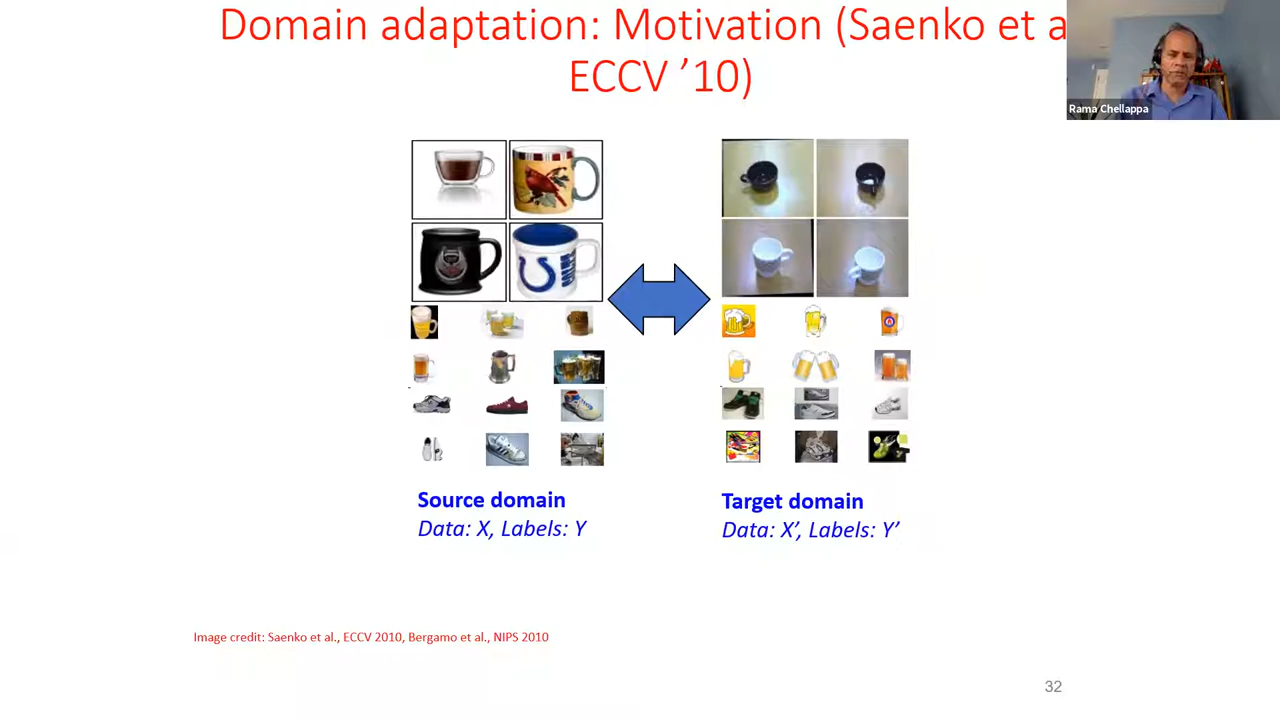 Domain adaptation: Motivation (Saenko et a
ECCV ’10)
Rama Chellappa
Source domain
Data: X, Labels: Y
Target domain
Data: X’, Labels: Y’
Image credit: Saenko et al., ECCV 2010, Bergamo et al., NIPS 2010
32